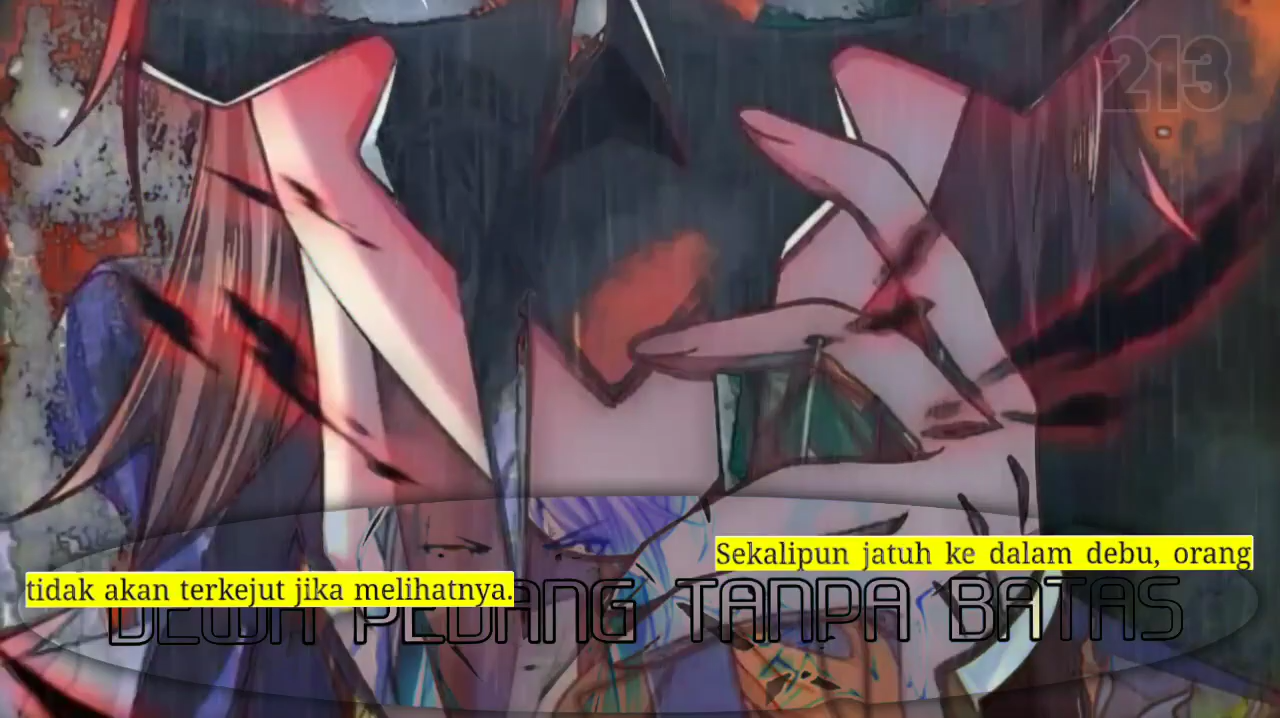 213
Sekalipun jatuh ke dalam debu, orang
tidak akan terkejut jika melihatnya.
DEWA PEDANG TANPA BATAS